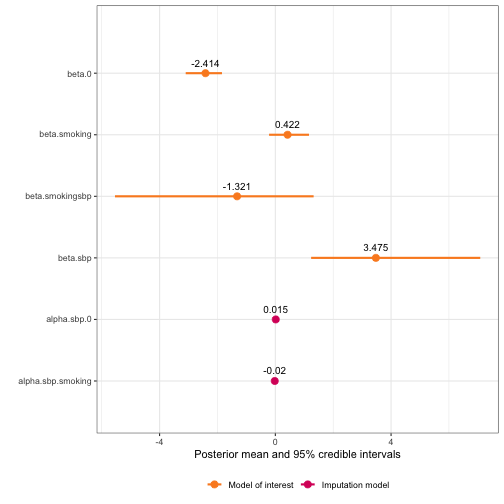 beta.0
-2.414
beta.smoking
0.422
beta.smokingsbp
-1.321
beta.sbp
3.475
alpha.sbp.0
0.015
alpha.sbp.smoking
-0.02
-4 0 4
Posterior mean and 95% credible intervals
Model of interest Imputation model